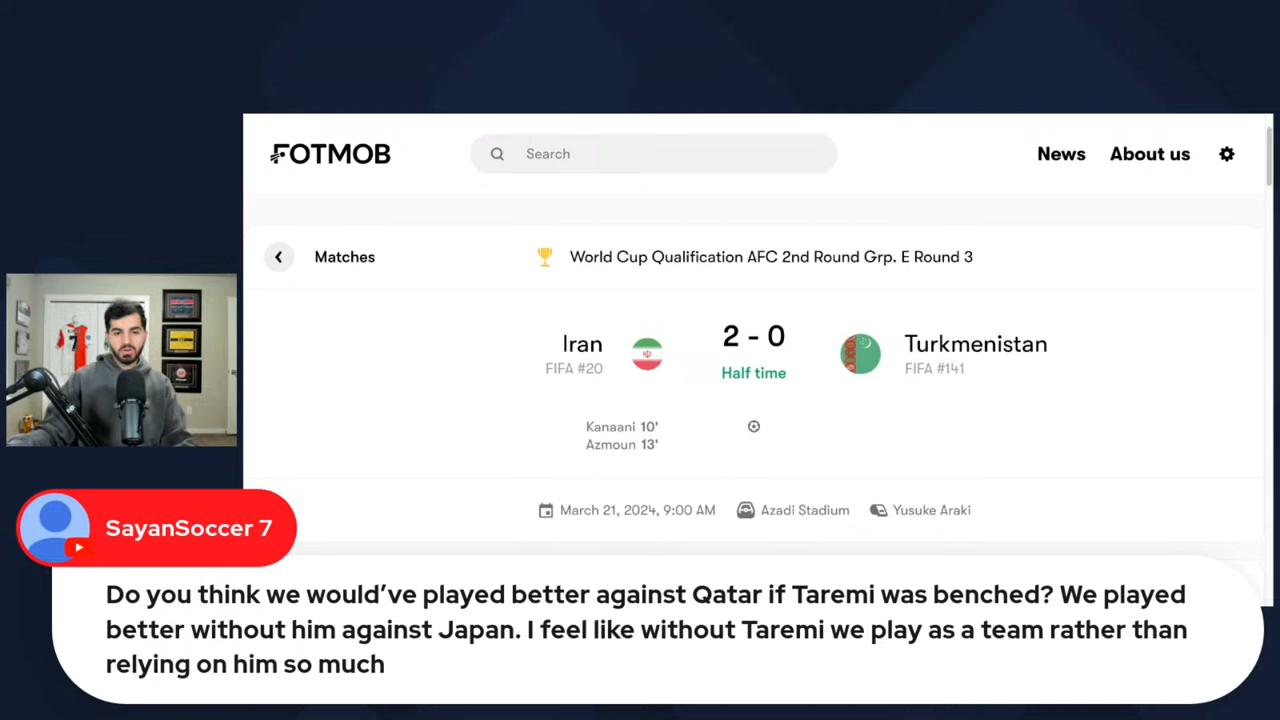 FOTMOB
Search
News
About us
Matches
World Cup Qualification AFC 2nd Round Grp. E Round 3
Iran
FIFA #20
2 - 0
Half time
Turkmenistan
FIFA #141
Kanaani 10'
Azmoun 13'
March 21, 2024, 9:00 AM
Azadi Stadium
Yusuke Araki
SayanSoccer 7
Do you think we would’ve played better against Qatar if Taremi was benched? We played
better without him against Japan. I feel like without Taremi we play as a team rather than
relying on him so much